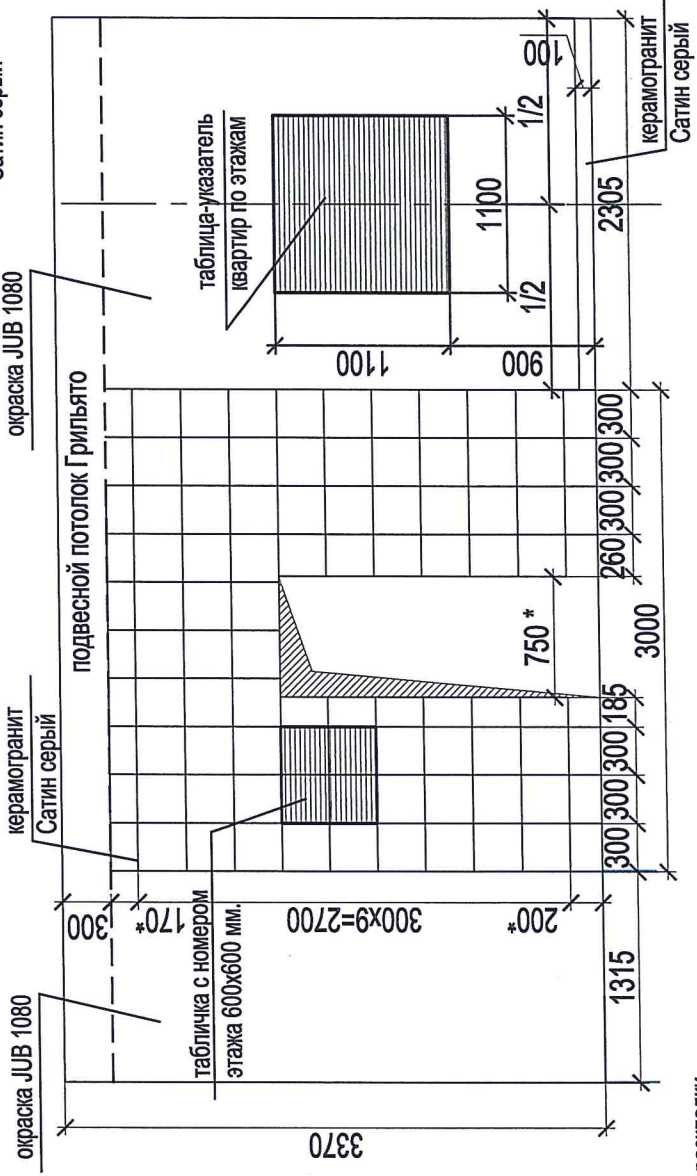 Сатин серый
окраска JUB 1080
керамогранит
Сатин серый
окраска JUB 1080
подвесной потолок Грильято
таблица-указатель
квартир по этажам
табличка с номером
этажа 600х600 мм.
3370
300
170*
300х9=2700
200*
1315
300
300
300
185
750*
3000
260
300
300
300
1100
900
1/2
1100
1/2
100
2305
керамогранит
Сатин серый